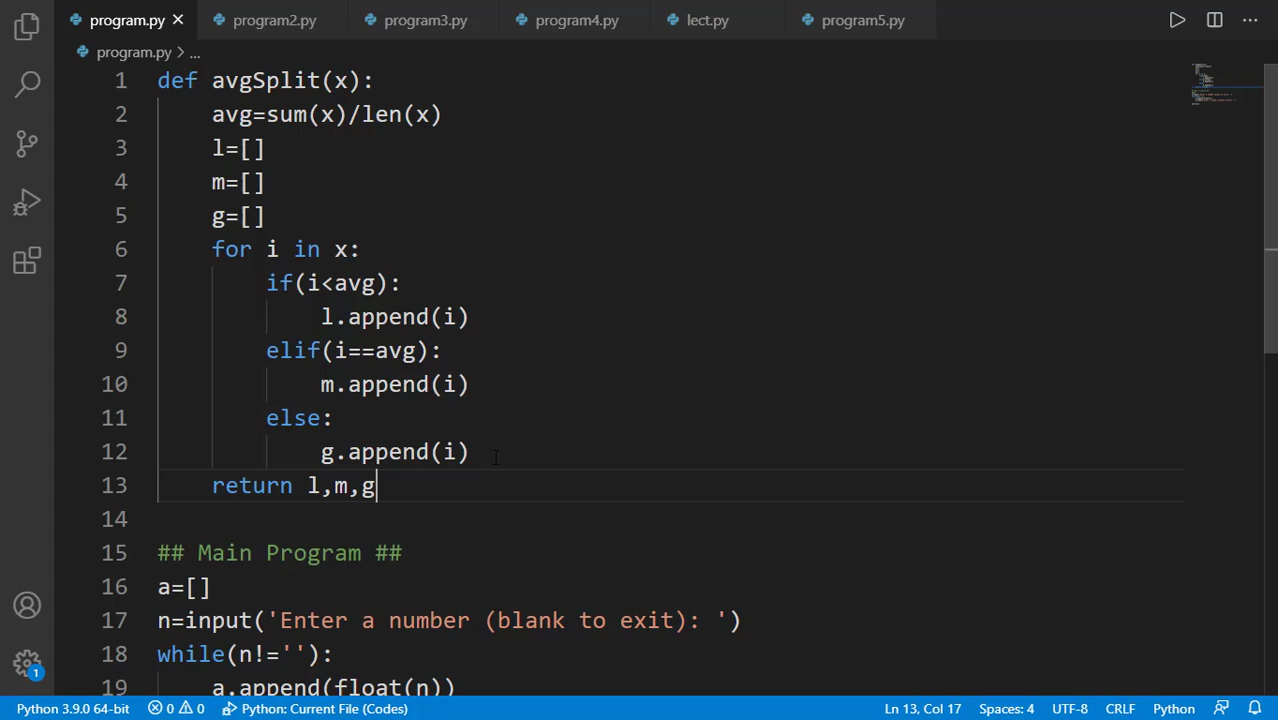 program.py program2.py program3.py program4.py lect.py program5.py
program.py > ...
1 def avgSplit(x):
2     avg=sum(x)/len(x)
3     l=[]
4     m=[]
5     g=[]
6     for i in x:
7         if(i<avg):
8             l.append(i)
9         elif(i==avg):
10             m.append(i)
11         else:
12             g.append(i)
13     return l,m,g
14
15 ## Main Program ##
16 a=[]
17 n=input('Enter a number (blank to exit): ')
18 while(n!=''):
19     a.append(float(n))
1
Python 3.9.0 64-bit 0 0 Python: Current File (Codes) Ln 13, Col 17 Spaces: 4 UTF-8 CRLF Python